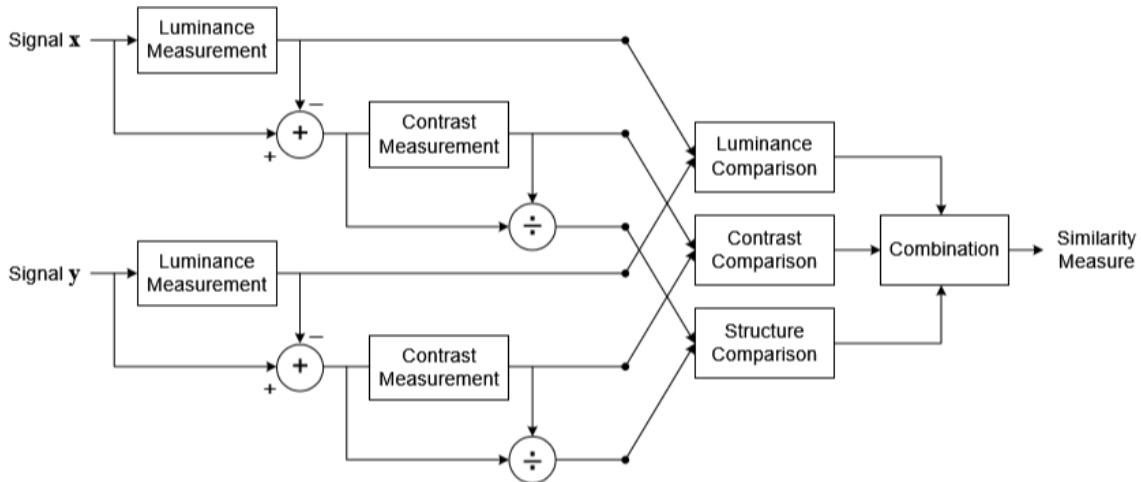 Signal x
Luminance
Measurement
−
+
+
Contrast
Measurement
÷
Signal y
Luminance
Measurement
−
+
+
Contrast
Measurement
÷
Luminance
Comparison
Contrast
Comparison
Structure
Comparison
Combination
Similarity
Measure